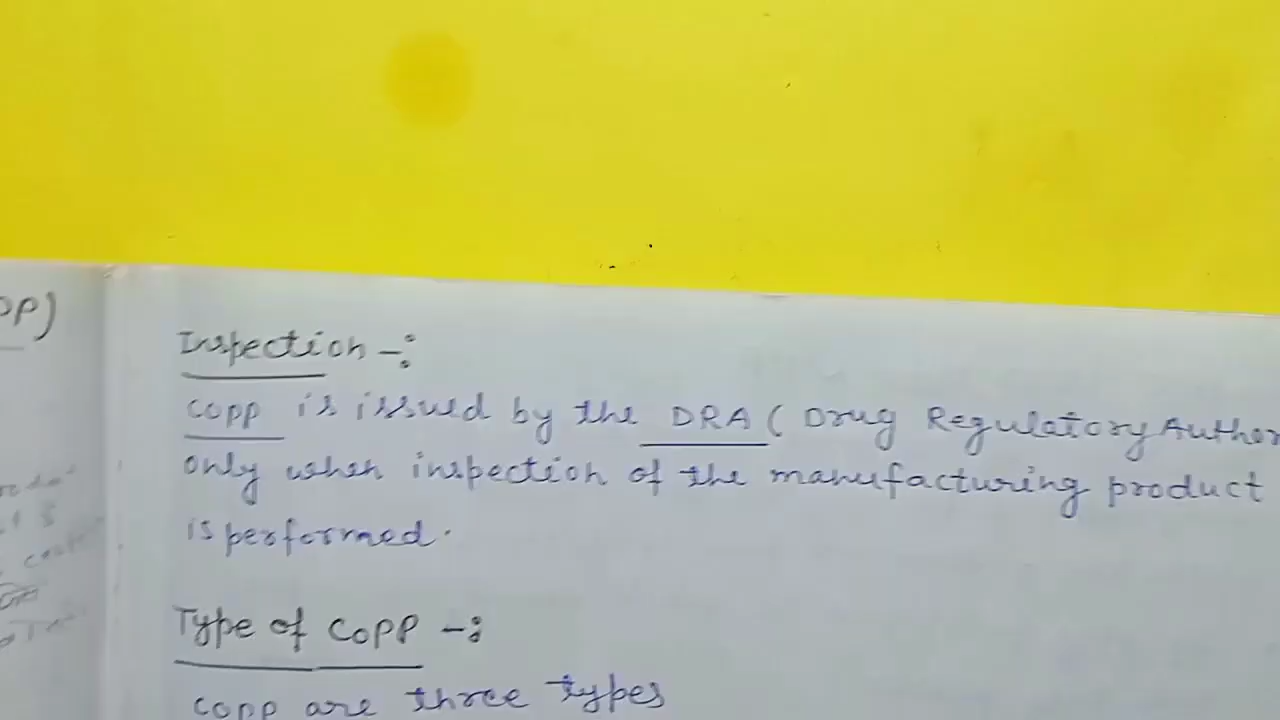 Inspection -:
COPP is issued by the DRA ( Drug Regulatory Author
only when inspection of the manufacturing product
is performed.
Type of COPP -:
COPP are three types